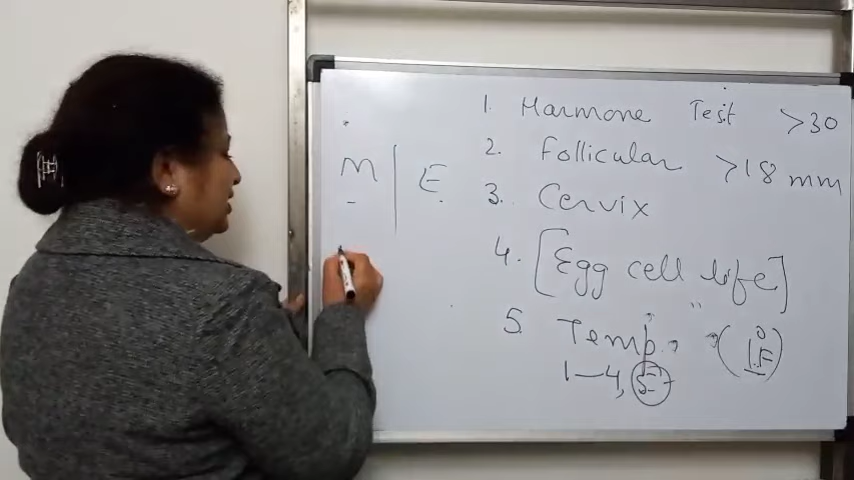 1. Harmone Test >30
2. Follicular >18 mm
M | E
3. Cervix
4. [Egg cell life]
5. Temp. (1°F)
1-4, 5